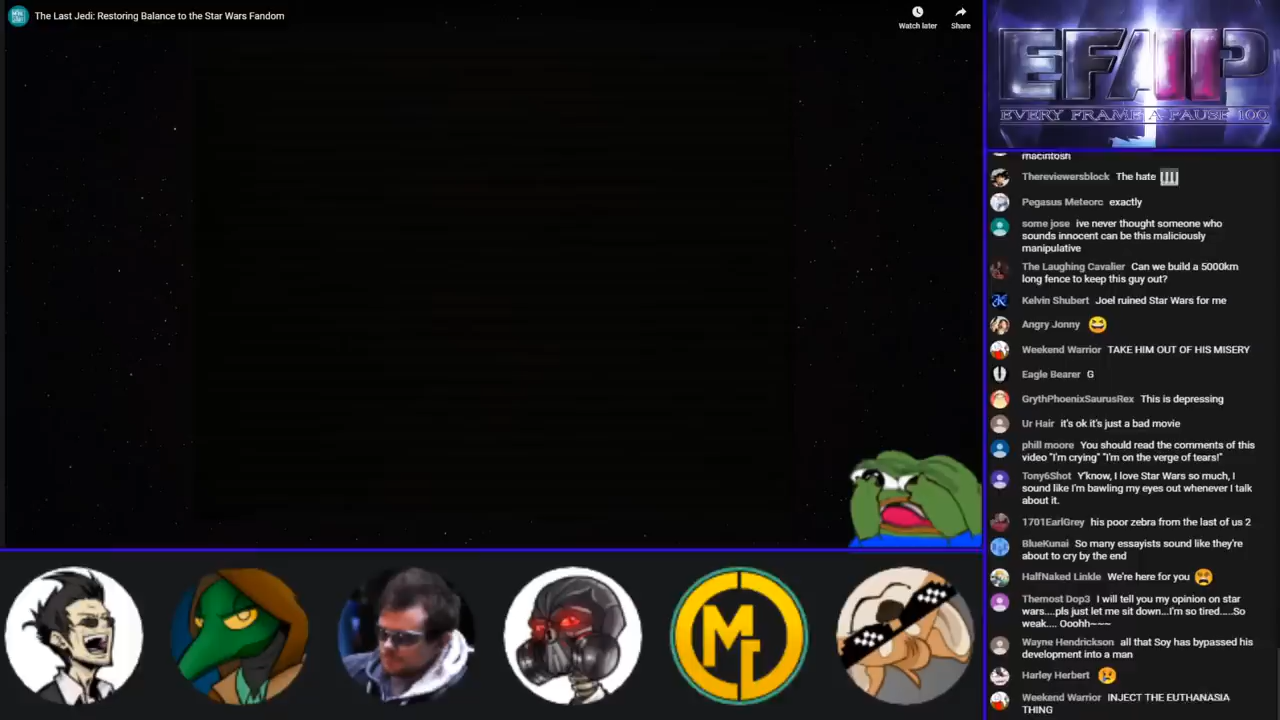 The Last Jedi: Restoring Balance to the Star Wars Fandom
Watch later
Share
EFAP
EVERY FRAME A PAUSE 100
macintosh
Thereviewersblock The hate
Pegasus Meteorc exactly
some jose ive never thought someone who
sounds innocent can be this maliciously
manipulative
The Laughing Cavalier Can we build a 5000km
long fence to keep this guy out?
Kelvin Shubert Joel ruined Star Wars for me
Angry Jonny
Weekend Warrior TAKE HIM OUT OF HIS MISERY
Eagle Bearer G
GrythPhoenixSaurusRex This is depressing
Ur Hair it's ok it's just a bad movie
phill moore You should read the comments of this
video "I'm crying" "I'm on the verge of tears!"
Tony6Shot Y'know, I love Star Wars so much, I
sound like I'm bawling my eyes out whenever I talk
about it.
1701EarlGrey his poor zebra from the last of us 2
BlueKunai So many essayists sound like they're
about to cry by the end
HalfNaked Linkle We're here for you
Themost Dop3 I will tell you my opinion on star
wars....pls just let me sit down...I'm so tired.....So
weak.... Ooohh~~~
Wayne Hendrickson all that Soy has bypassed his
development into a man
Harley Herbert
Weekend Warrior INJECT THE EUTHANASIA
THING